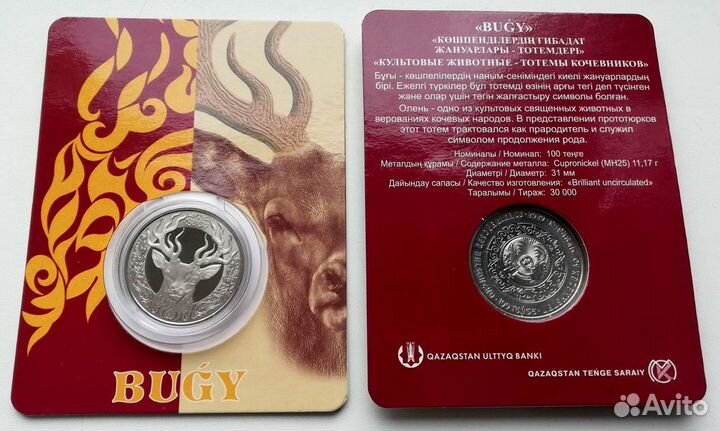 BUǴY
«BUǴY»
«КӨШПЕНДІЛЕРДІҢ ҒИБАДАТ
ЖАНУАРЛАРЫ - ТОТЕМДЕРІ»
«КУЛЬТОВЫЕ ЖИВОТНЫЕ - ТОТЕМЫ КОЧЕВНИКОВ»
Бұғы - көшпенділердің наным-сеніміндегі киелі жануарлардың
бірі. Ежелгі түркілер бұл тотемді өзінің арғы тегі деп түсінген
және олар үшін тегін жалғастыру символы болған.
Олень - одно из культовых священных животных в
верованиях кочевых народов. В представлении прототюрков
этот тотем трактовался как прародитель и служил
символом продолжения рода.
Номиналы / Номинал: 100 теңге
Металдың құрамы / Содержание металла: Cupronickel (МН25) 11,17 г
Диаметрі / Диаметр: 31 мм
Дайындау сапасы / Качество изготовления: «Brilliant uncirculated»
Таралымы / Тираж: 30 000
QAZAQSTAN ULTTYQ BANKI
QAZAQSTAN TEŃGE SARAIY
Avito